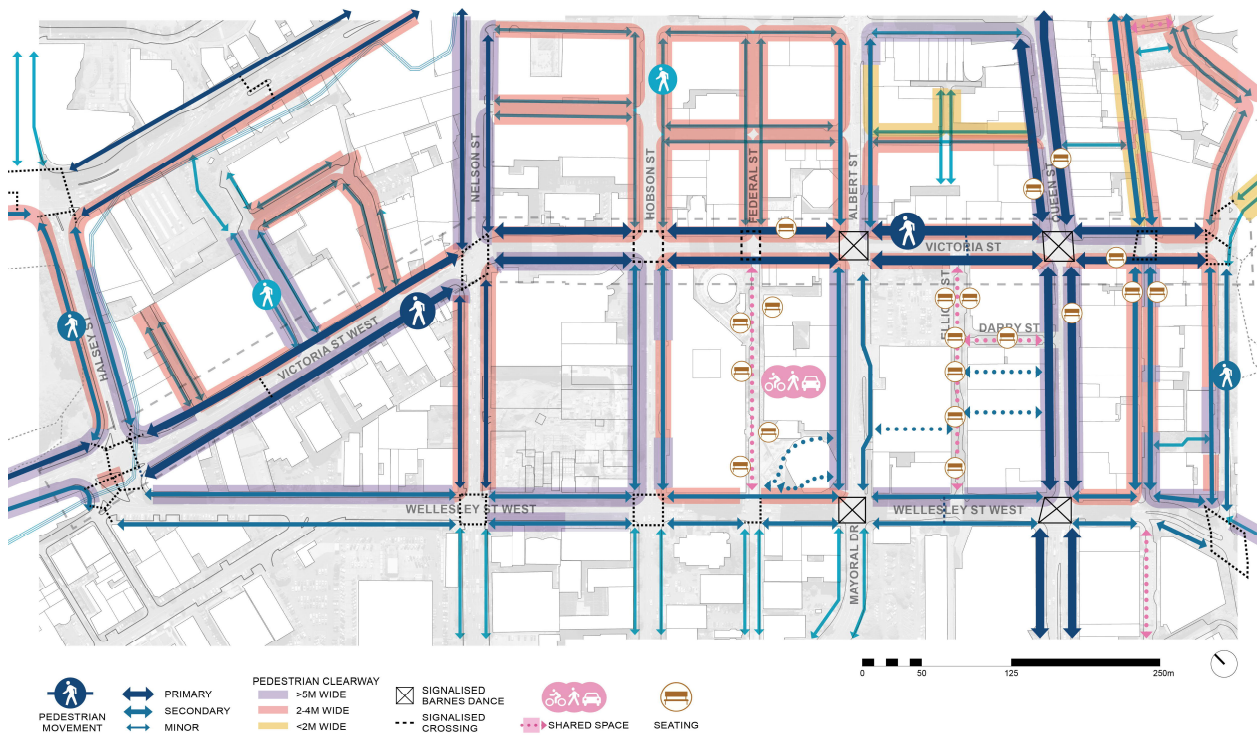 NELSON ST
HOBSON ST
FEDERAL ST
ALBERT ST
QUEEN ST
VICTORIA ST
HALSEY ST
VICTORIA ST WEST
ELLIOT ST
DARBY ST
WELLESLEY ST WEST
WELLESLEY ST WEST
MAYORAL DR
0 50 125 250m
PEDESTRIAN
MOVEMENT
PRIMARY
SECONDARY
MINOR
PEDESTRIAN CLEARWAY
>5M WIDE
2-4M WIDE
<2M WIDE
SIGNALISED
BARNES DANCE
SIGNALISED
CROSSING
SHARED SPACE
SEATING